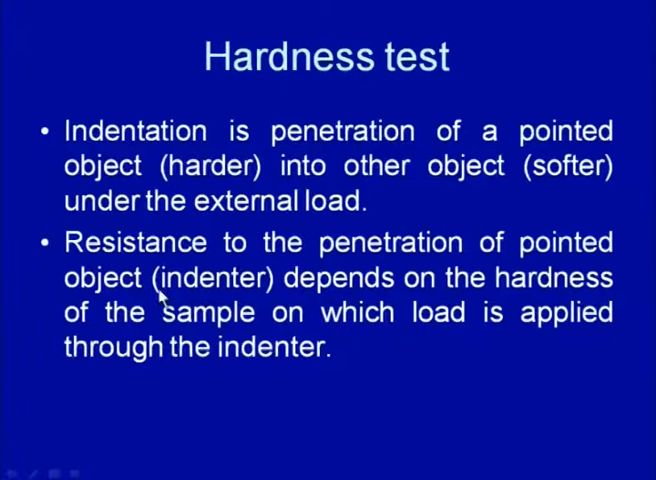 Hardness test
• Indentation is penetration of a pointed
object (harder) into other object (softer)
under the external load.
• Resistance to the penetration of pointed
object (indenter) depends on the hardness
of the sample on which load is applied
through the indenter.